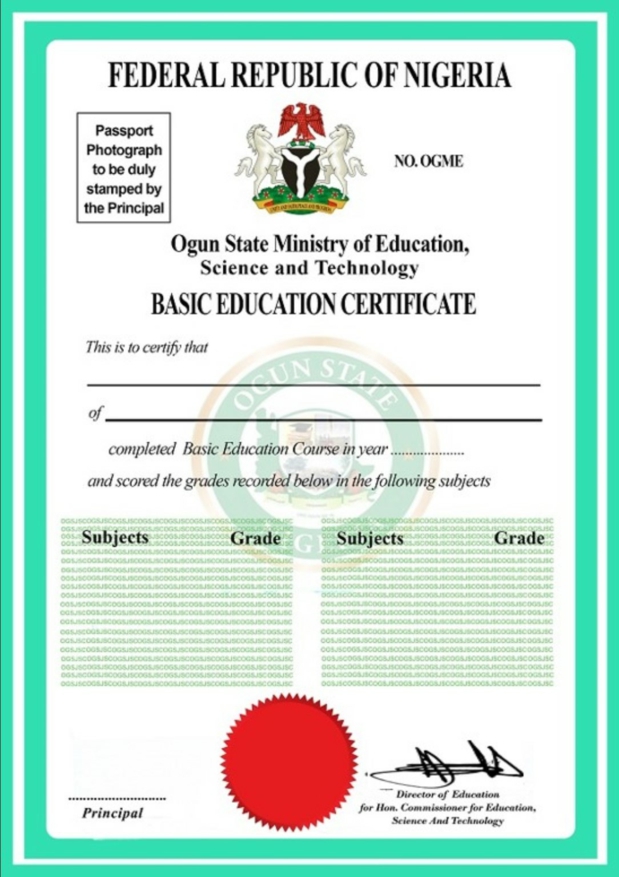 FEDERAL REPUBLIC OF NIGERIA
Passport
Photograph
to be duly
stamped by
the Principal
NO. OGME
Ogun State Ministry of Education,
Science and Technology
BASIC EDUCATION CERTIFICATE
This is to certify that
OGUN STATE
of
completed Basic Education Course in year .....................
and scored the grades recorded below in the following subjects
Subjects Grade Subjects Grade
Principal
Director of Education
for Hon. Commissioner for Education,
Science And Technology